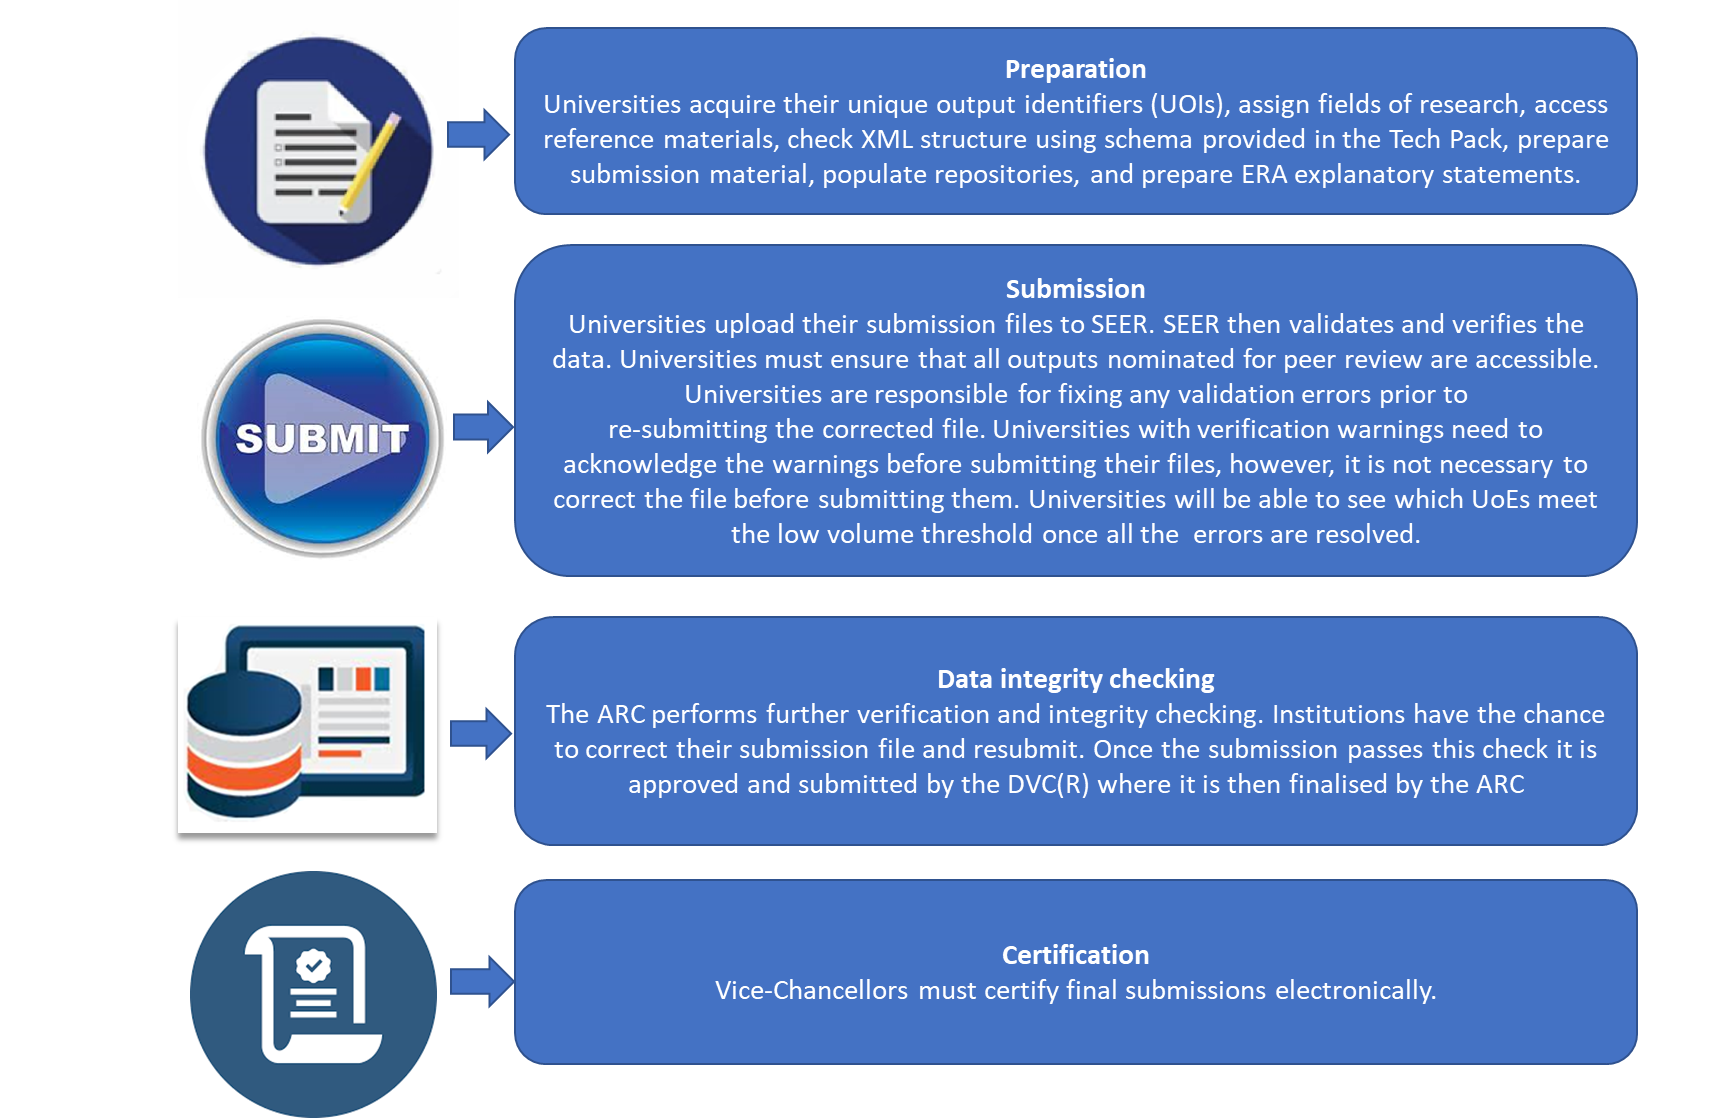 Preparation
Universities acquire their unique output identifiers (UOIs), assign fields of research, access
reference materials, check XML structure using schema provided in the Tech Pack, prepare
submission material, populate repositories, and prepare ERA explanatory statements.
SUBMIT
Submission
Universities upload their submission files to SEER. SEER then validates and verifies the
data. Universities must ensure that all outputs nominated for peer review are accessible.
Universities are responsible for fixing any validation errors prior to
re-submitting the corrected file. Universities with verification warnings need to
acknowledge the warnings before submitting their files, however, it is not necessary to
correct the file before submitting them. Universities will be able to see which UoEs meet
the low volume threshold once all the errors are resolved.
Data integrity checking
The ARC performs further verification and integrity checking. Institutions have the chance
to correct their submission file and resubmit. Once the submission passes this check it is
approved and submitted by the DVC(R) where it is then finalised by the ARC
Certification
Vice-Chancellors must certify final submissions electronically.